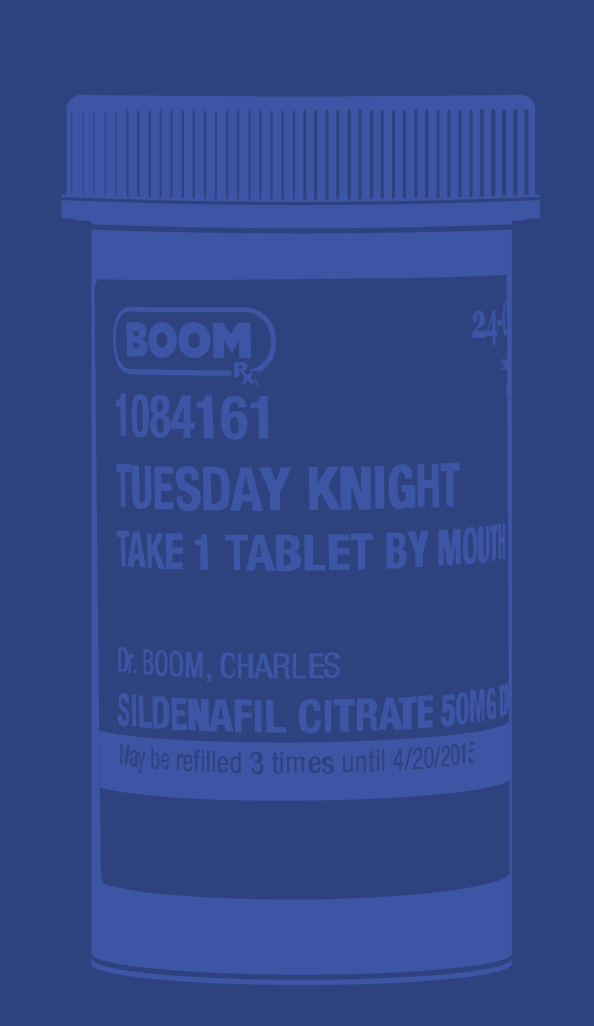 BOOM
Rx
24-
1084161
TUESDAY KNIGHT
TAKE 1 TABLET BY MOUTH
Dr. BOOM, CHARLES
SILDENAFIL CITRATE 50MG
May be refilled 3 times until 4/20/2015